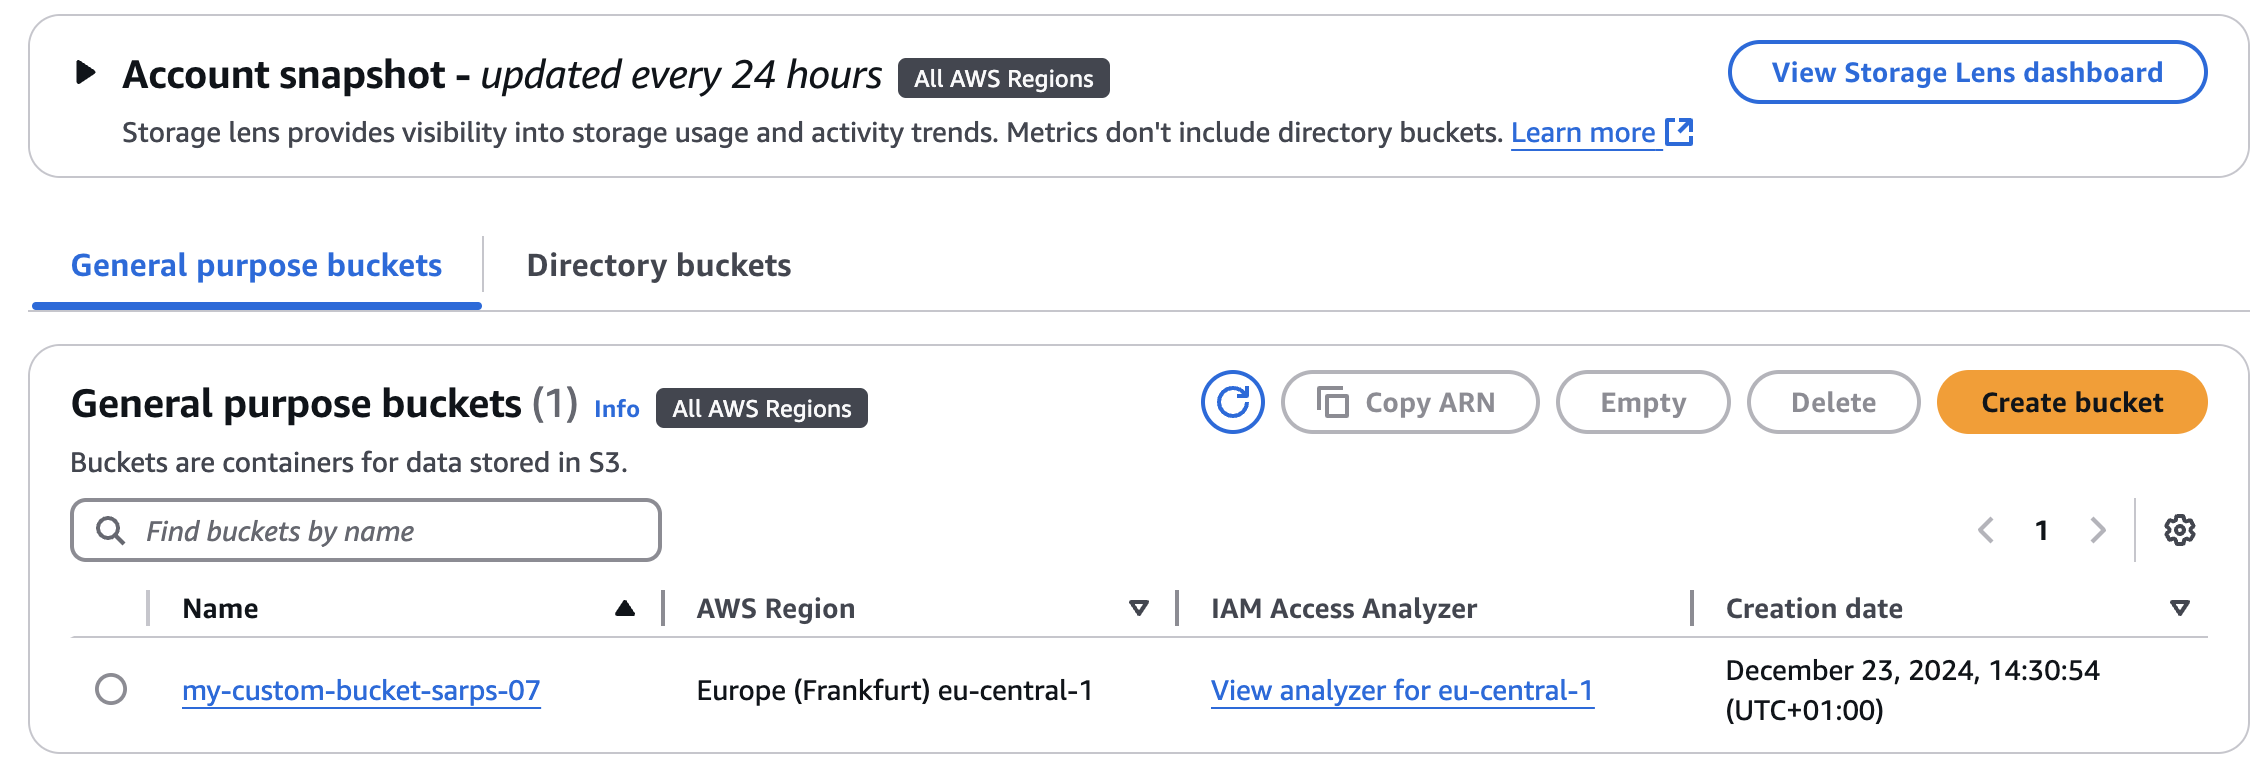 Account snapshot - updated every 24 hours All AWS Regions
View Storage Lens dashboard
Storage lens provides visibility into storage usage and activity trends. Metrics don't include directory buckets. Learn more
General purpose buckets
Directory buckets
General purpose buckets (1) Info All AWS Regions
Copy ARN
Empty
Delete
Create bucket
Buckets are containers for data stored in S3.
Find buckets by name
1
Name
AWS Region
IAM Access Analyzer
Creation date
my-custom-bucket-sarps-07
Europe (Frankfurt) eu-central-1
View analyzer for eu-central-1
December 23, 2024, 14:30:54
(UTC+01:00)